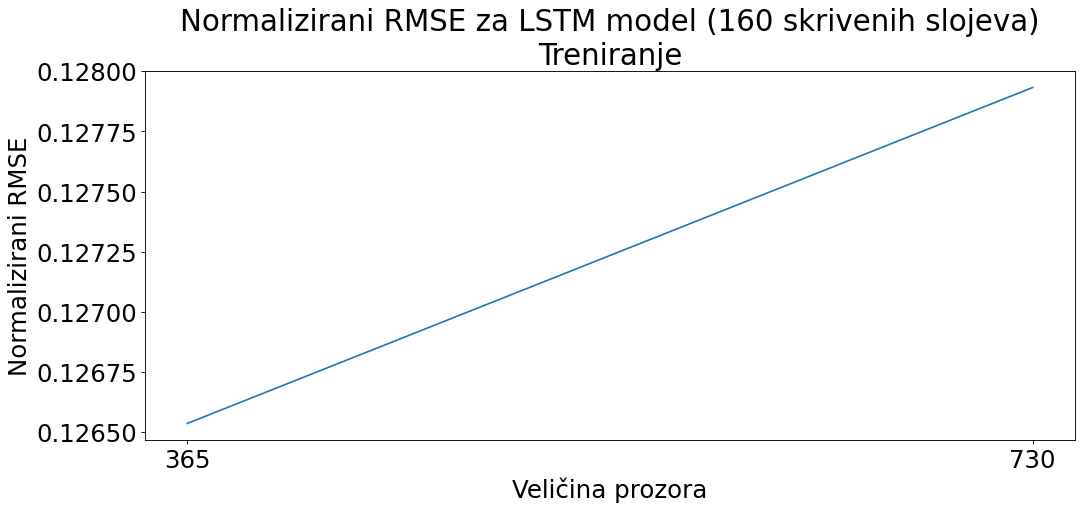 Normalizirani RMSE za LSTM model (160 skrivenih slojeva)
Treniranje
Normalizirani RMSE
0.12800
0.12775
0.12750
0.12725
0.12700
0.12675
0.12650
365
730
Veličina prozora